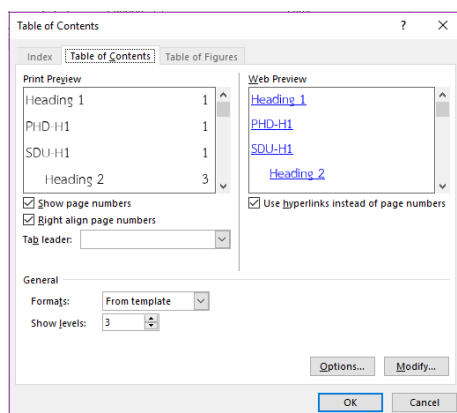 Table of Contents ? ×
Index Table of Contents Table of Figures
Print Preview Web Preview
Heading 1 1 Heading 1
PHD-H1 1 PHD-H1
SDU-H1 1 SDU-H1
Heading 2 3 Heading 2
Show page numbers Use hyperlinks instead of page numbers
Right align page numbers
Tab leader:
General
Formats: From template
Show levels: 3
Options... Modify...
OK Cancel